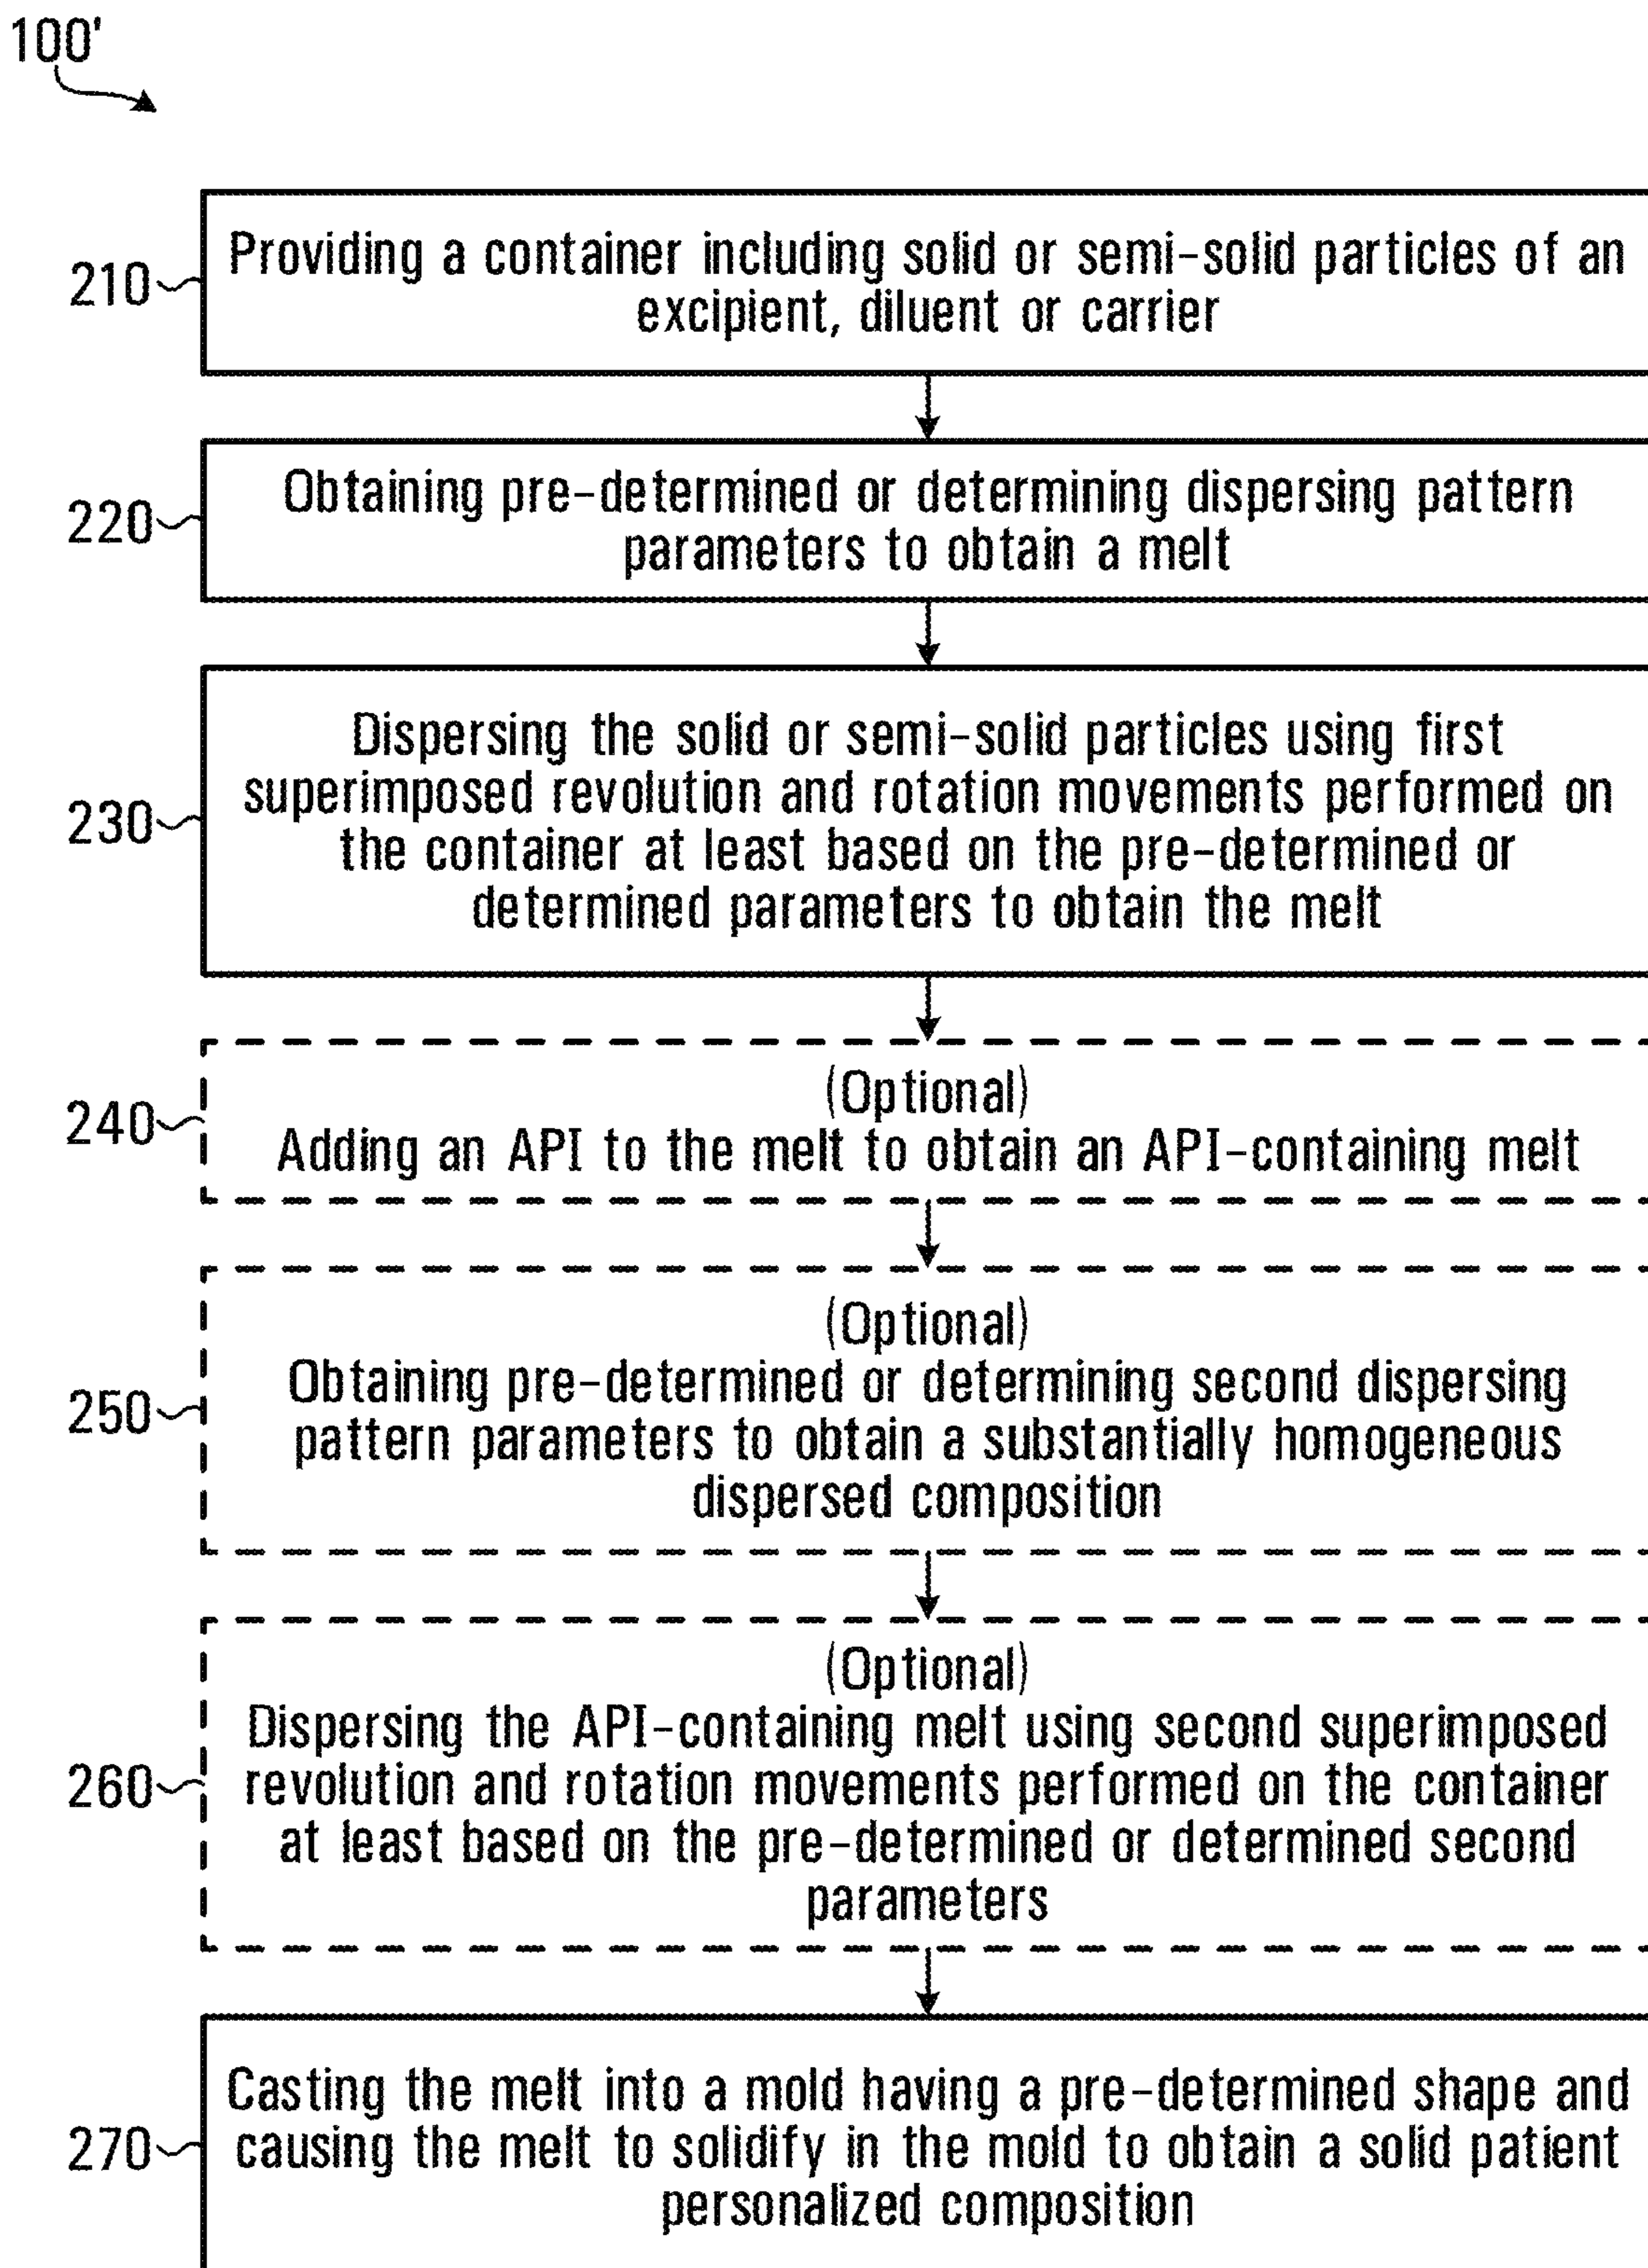 100'
210
Providing a container including solid or semi-solid particles of an
excipient, diluent or carrier
220
Obtaining pre-determined or determining dispersing pattern
parameters to obtain a melt
230
Dispersing the solid or semi-solid particles using first
superimposed revolution and rotation movements performed on
the container at least based on the pre-determined or
determined parameters to obtain the melt
240
(Optional)
Adding an API to the melt to obtain an API-containing melt
250
(Optional)
Obtaining pre-determined or determining second dispersing
pattern parameters to obtain a substantially homogeneous
dispersed composition
260
(Optional)
Dispersing the API-containing melt using second superimposed
revolution and rotation movements performed on the container
at least based on the pre-determined or determined second
parameters
270
Casting the melt into a mold having a pre-determined shape and
causing the melt to solidify in the mold to obtain a solid patient
personalized composition